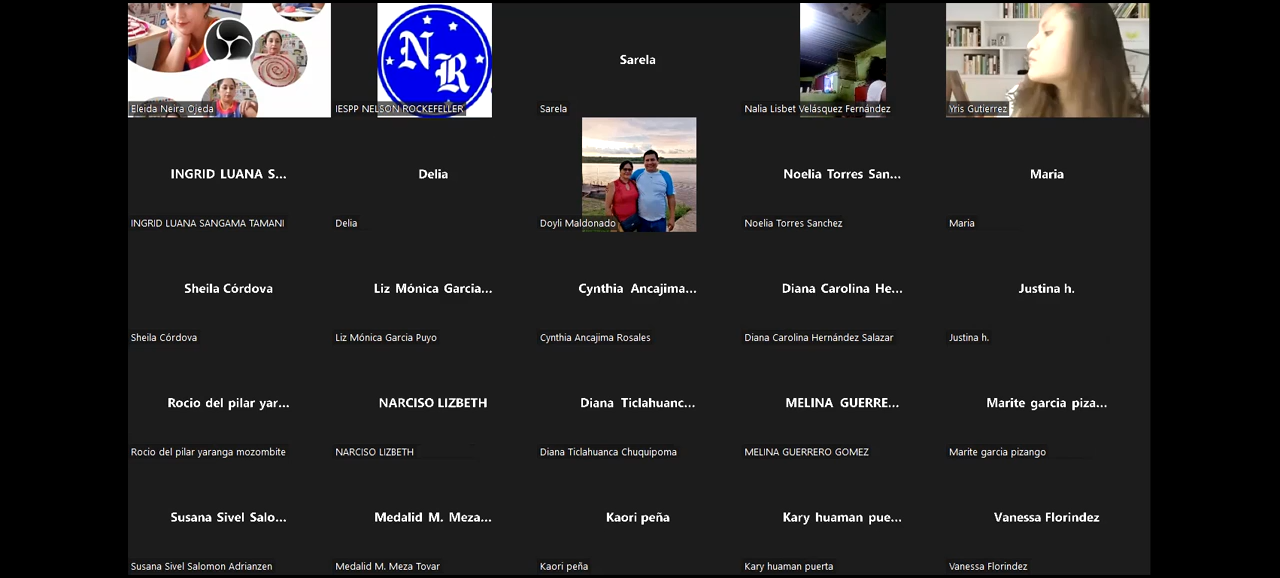 N
R
Sarela
Eleida Neira Ojeda
IESPP NELSON ROCKEFELLER
Sarela
Nalia Lisbet Velásquez Fernández
Yris Gutierrez
INGRID LUANA S...
Delia
Noelia Torres San...
Maria
INGRID LUANA SANGAMA TAMANI
Delia
Doyli Maldonado
Noelia Torres Sanchez
Maria
Sheila Córdova
Liz Mónica Garcia...
Cynthia Ancajima...
Diana Carolina He...
Justina h.
Sheila Córdova
Liz Mónica Garcia Puyo
Cynthia Ancajima Rosales
Diana Carolina Hernández Salazar
Justina h.
Rocio del pilar yar...
NARCISO LIZBETH
Diana Ticlahuanc...
MELINA GUERRE...
Marite garcia piza...
Rocio del pilar yaranga mozombite
NARCISO LIZBETH
Diana Ticlahuanca Chuquipoma
MELINA GUERRERO GOMEZ
Marite garcia pizango
Susana Sivel Salo...
Medalid M. Meza...
Kaori peña
Kary huaman pue...
Vanessa Florindez
Susana Sivel Salomon Adrianzen
Medalid M. Meza Tovar
Kaori peña
Kary huaman puerta
Vanessa Florindez